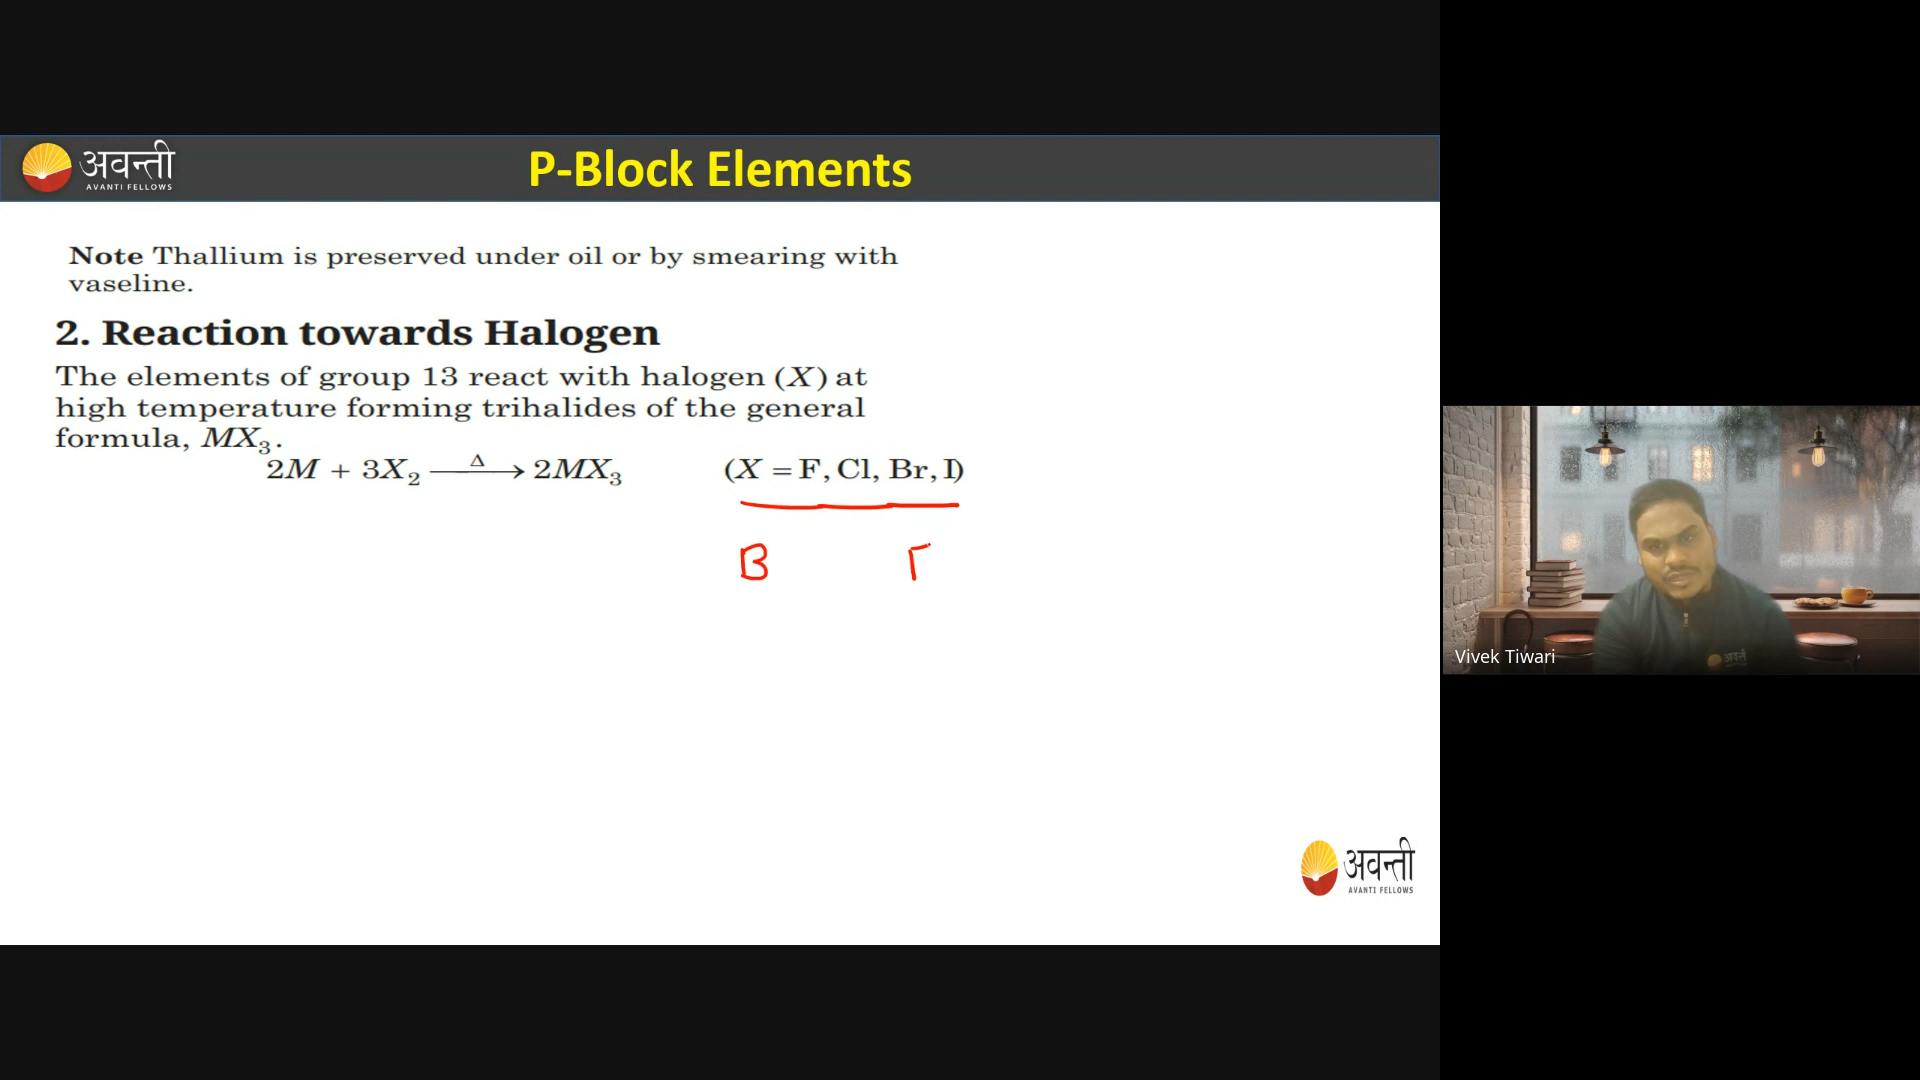 अवन्ती
AVANTI FELLOWS
P-Block Elements
Note Thallium is preserved under oil or by smearing with
vaseline.
2. Reaction towards Halogen
The elements of group 13 react with halogen (X) at
high temperature forming trihalides of the general
formula, MX₃.
2M + 3X₂ —Δ→ 2MX₃ (X = F, Cl, Br, I)
B
Vivek Tiwari
अवन्ती
अवन्ती
AVANTI FELLOWS